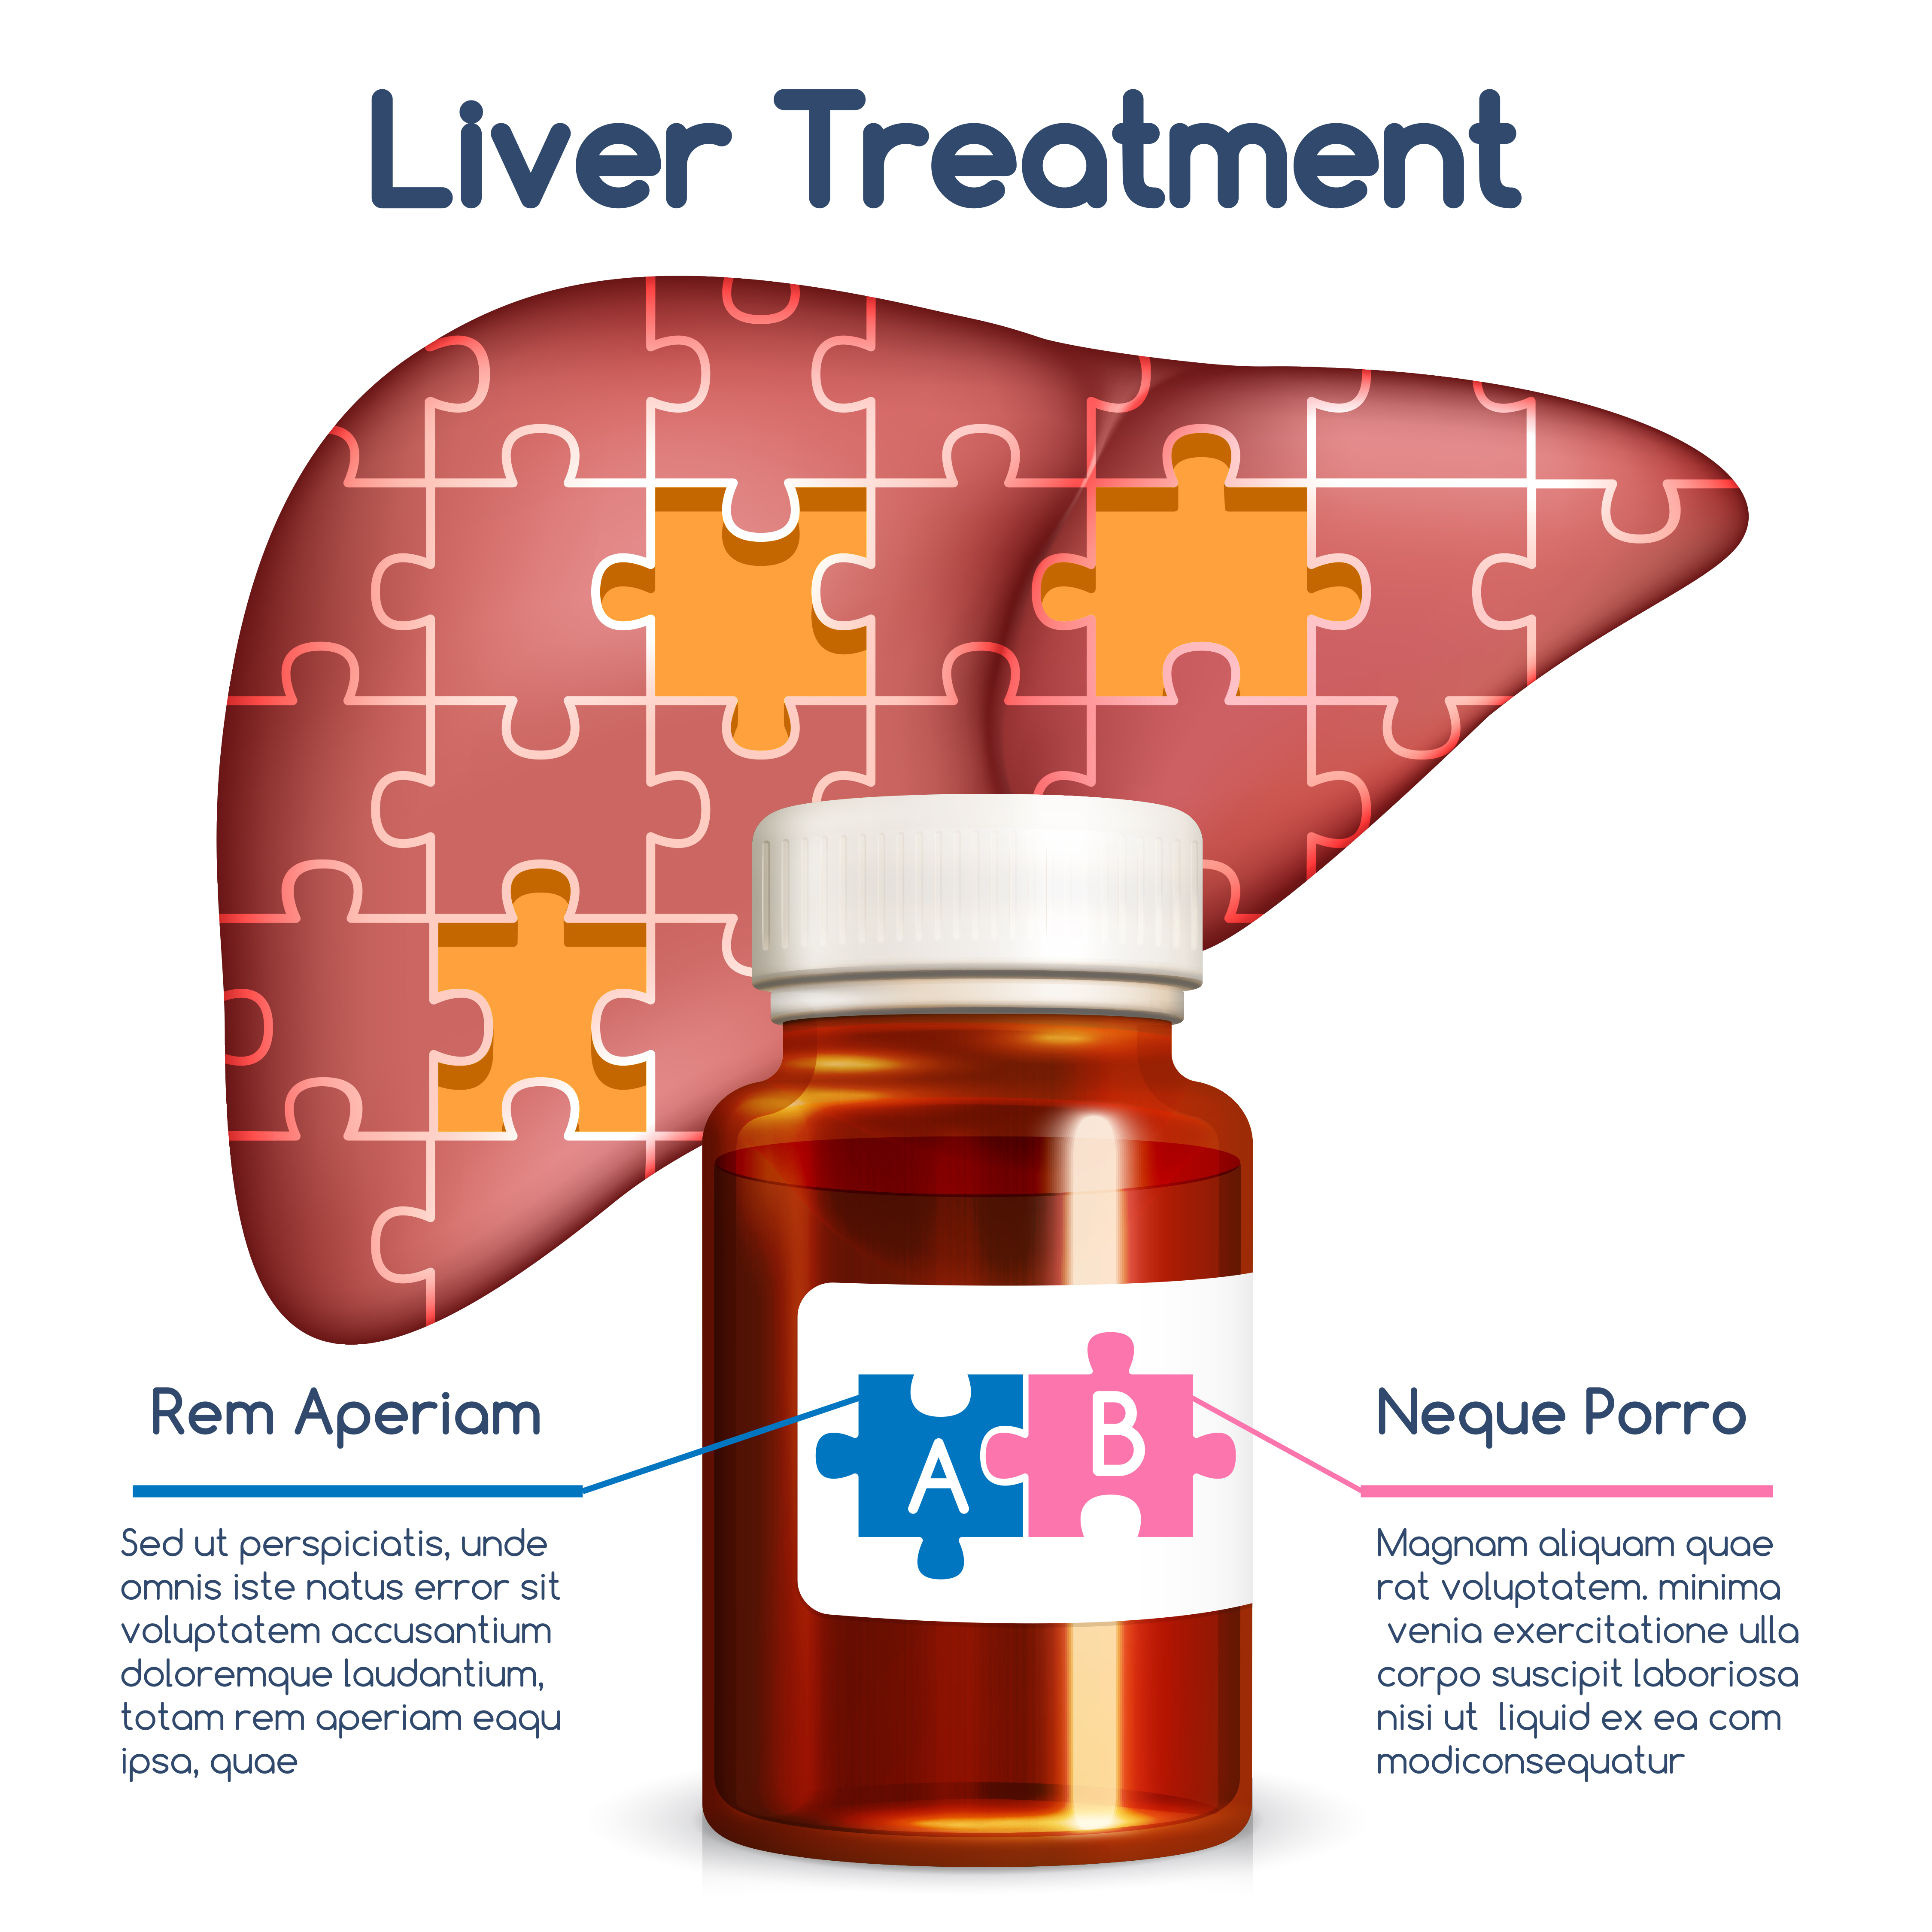 Liver Treatment
A
B
Rem Aperiam
Sed ut perspiciatis, unde
omnis iste natus error sit
voluptatem accusantium
doloremque laudantium,
totam rem aperiam eaqu
ipsa, quae
Neque Porro
Magnam aliquam quae
rat voluptatem. minima
venia exercitatione ulla
corpo suscipit laboriosa
nisi ut liquid ex ea com
modiconsequatur